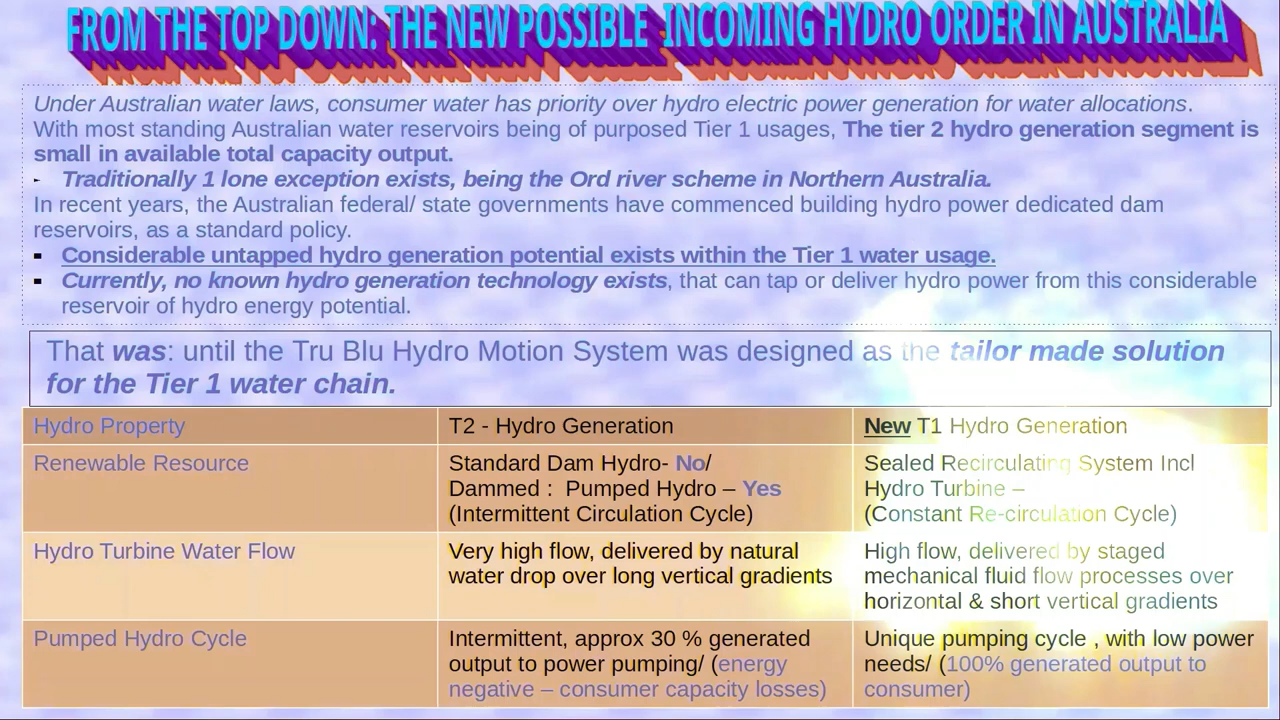 FROM THE TOP DOWN: THE NEW POSSIBLE INCOMING HYDRO ORDER IN AUSTRALIA
Under Australian water laws, consumer water has priority over hydro electric power generation for water allocations.
With most standing Australian water reservoirs being of purposed Tier 1 usages, The tier 2 hydro generation segment is
small in available total capacity output.
- Traditionally 1 lone exception exists, being the Ord river scheme in Northern Australia.
In recent years, the Australian federal/ state governments have commenced building hydro power dedicated dam
reservoirs, as a standard policy.
▪ Considerable untapped hydro generation potential exists within the Tier 1 water usage.
▪ Currently, no known hydro generation technology exists, that can tap or deliver hydro power from this considerable
reservoir of hydro energy potential.
That was: until the Tru Blu Hydro Motion System was designed as the tailor made solution
for the Tier 1 water chain.
Hydro Property
T2 - Hydro Generation
New T1 Hydro Generation
Renewable Resource
Standard Dam Hydro- No/
Dammed : Pumped Hydro – Yes
(Intermittent Circulation Cycle)
Sealed Recirculating System Incl
Hydro Turbine –
(Constant Re-circulation Cycle)
Hydro Turbine Water Flow
Very high flow, delivered by natural
water drop over long vertical gradients
High flow, delivered by staged
mechanical fluid flow processes over
horizontal & short vertical gradients
Pumped Hydro Cycle
Intermittent, approx 30 % generated
output to power pumping/ (energy
negative – consumer capacity losses)
Unique pumping cycle , with low power
needs/ (100% generated output to
consumer)